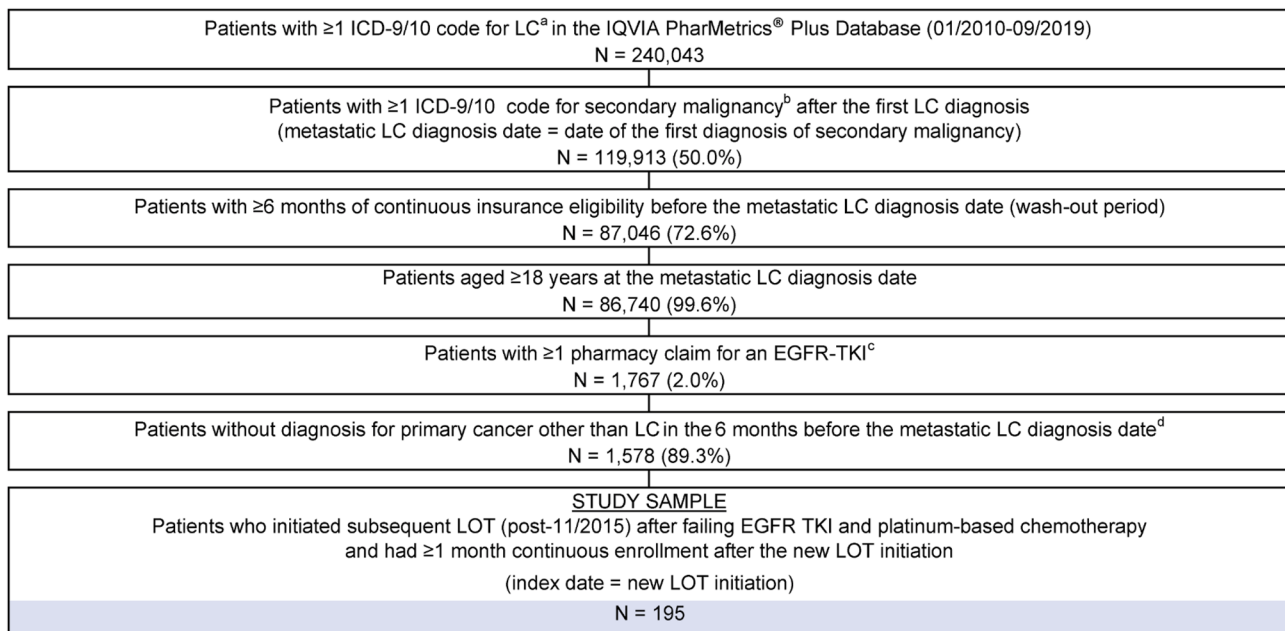 Patients with ≥1 ICD-9/10 code for LCᵃ in the IQVIA PharMetrics® Plus Database (01/2010-09/2019)
N = 240,043
Patients with ≥1 ICD-9/10 code for secondary malignancyᵇ after the first LC diagnosis
(metastatic LC diagnosis date = date of the first diagnosis of secondary malignancy)
N = 119,913 (50.0%)
Patients with ≥6 months of continuous insurance eligibility before the metastatic LC diagnosis date (wash-out period)
N = 87,046 (72.6%)
Patients aged ≥18 years at the metastatic LC diagnosis date
N = 86,740 (99.6%)
Patients with ≥1 pharmacy claim for an EGFR-TKIᶜ
N = 1,767 (2.0%)
Patients without diagnosis for primary cancer other than LC in the 6 months before the metastatic LC diagnosis dateᵈ
N = 1,578 (89.3%)
STUDY SAMPLE
Patients who initiated subsequent LOT (post-11/2015) after failing EGFR TKI and platinum-based chemotherapy
and had ≥1 month continuous enrollment after the new LOT initiation
(index date = new LOT initiation)
N = 195